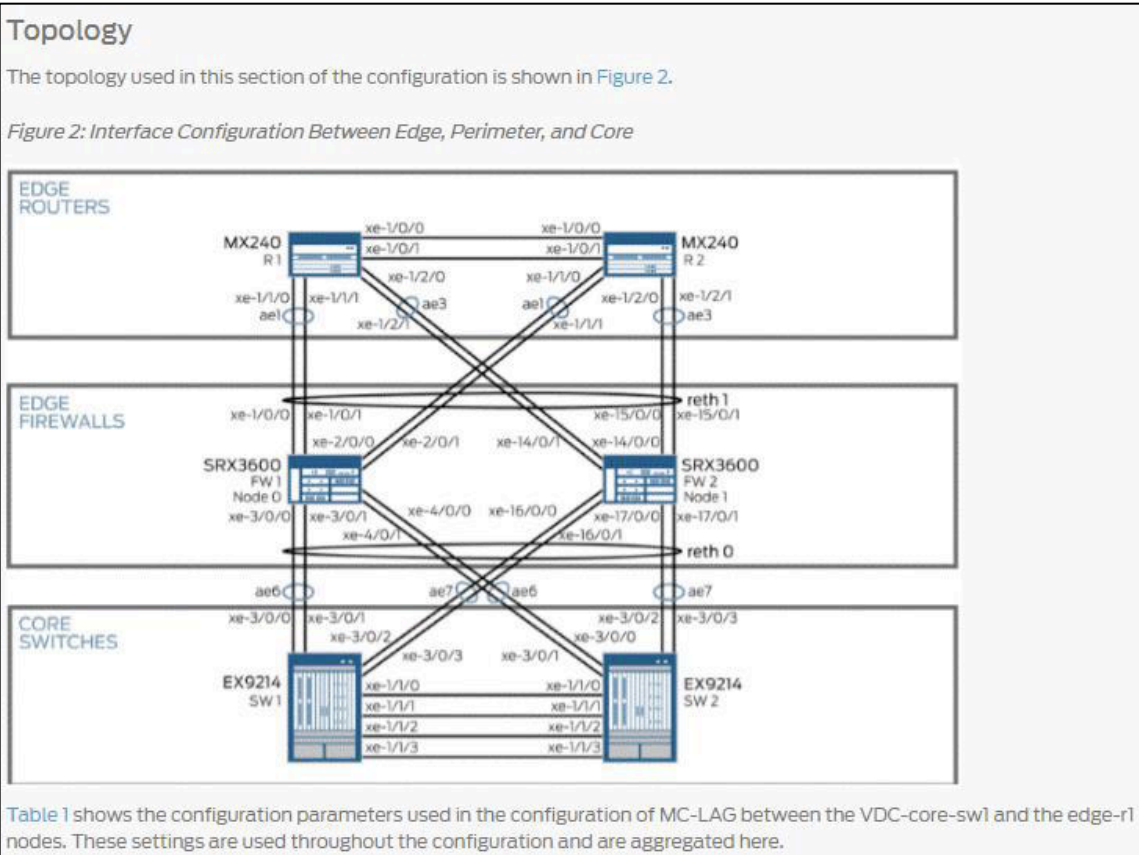 Topology
The topology used in this section of the configuration is shown in Figure 2.
Figure 2: Interface Configuration Between Edge, Perimeter, and Core
EDGE
ROUTERS
xe-1/0/0 xe-1/0/0
MX240 xe-1/0/1 xe-1/0/1 MX240
R 1 R 2
xe-1/2/0 xe-1/1/0
xe-1/1/0 xe-1/1/1 ae3 ae1 xe-1/2/0 xe-1/2/1
ae1 xe-1/2/1 xe-1/1/1 ae3
EDGE
FIREWALLS
reth 1
xe-1/0/0 xe-1/0/1 xe-15/0/0 xe-15/0/1
xe-2/0/0 xe-2/0/1 xe-14/0/1 xe-14/0/0
SRX3600 SRX3600
FW 1 FW 2
Node 0 Node 1
xe-3/0/0 xe-3/0/1 xe-4/0/0 xe-16/0/0 xe-17/0/0 xe-17/0/1
xe-4/0/1 xe-16/0/1
reth 0
ae6 ae7 ae6 ae7
CORE
SWITCHES
xe-3/0/0 xe-3/0/1 xe-3/0/2 xe-3/0/3
xe-3/0/2 xe-3/0/0
xe-3/0/3 xe-3/0/1
EX9214 xe-1/1/0 xe-1/1/0 EX9214
SW 1 xe-1/1/1 xe-1/1/1 SW 2
xe-1/1/2 xe-1/1/2
xe-1/1/3 xe-1/1/3
Table 1 shows the configuration parameters used in the configuration of MC-LAG between the VDC-core-sw1 and the edge-r1
nodes. These settings are used throughout the configuration and are aggregated here.